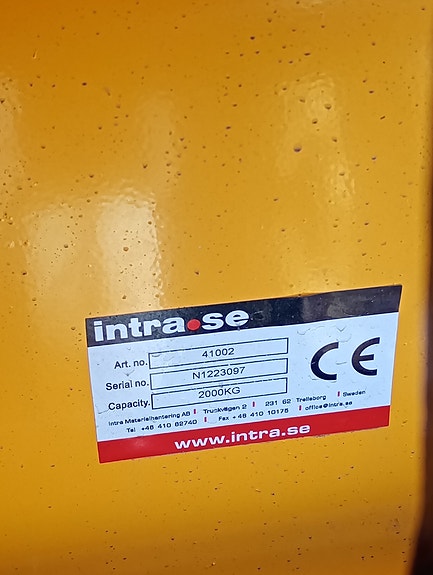 intra.se
Art. no. 41002
Serial no. N1223097
Capacity. 2000KG
CE
Intra Materialhantering AB | Truckvägen 2 | 231 62 Trelleborg | Sweden
Tel +46 410 62740 | Fax +46 410 10175 | office@intra.se
www.intra.se